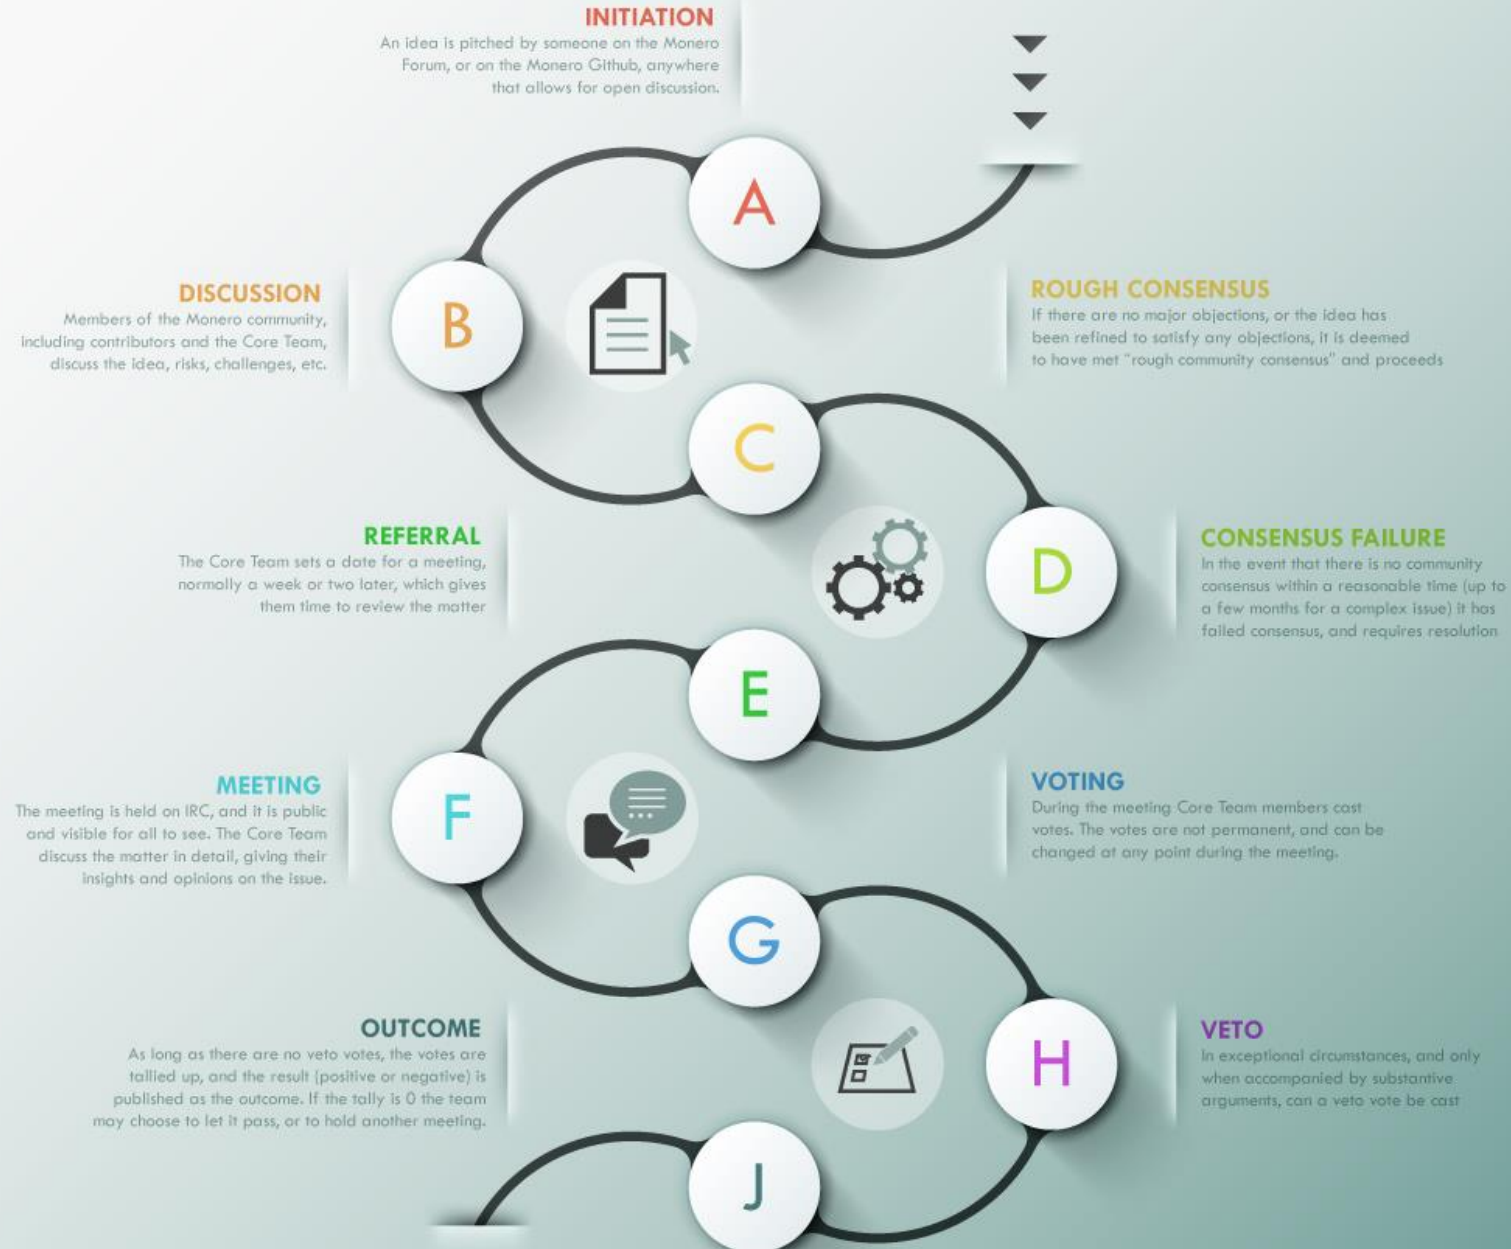 INITIATION
An idea is pitched by someone on the Monero
Forum, or on the Monero Github, anywhere
that allows for open discussion.
A
DISCUSSION
Members of the Monero community,
including contributors and the Core Team,
discuss the idea, risks, challenges, etc.
B
ROUGH CONSENSUS
If there are no major objections, or the idea has
been refined to satisfy any objections, it is deemed
to have met "rough community consensus" and proceeds
C
CONSENSUS FAILURE
In the event that there is no community
consensus within a reasonable time (up to
a few months for a complex issue) it has
failed consensus, and requires resolution
D
REFERRAL
The Core Team sets a date for a meeting,
normally a week or two later, which gives
them time to review the matter
E
MEETING
The meeting is held on IRC, and it is public
and visible for all to see. The Core Team
discuss the matter in detail, giving their
insights and opinions on the issue.
F
VOTING
During the meeting Core Team members cast
votes. The votes are not permanent, and can be
changed at any point during the meeting.
G
VETO
In exceptional circumstances, and only
when accompanied by substantive
arguments, can a veto vote be cast
H
OUTCOME
As long as there are no veto votes, the votes are
tallied up, and the result (positive or negative) is
published as the outcome. If the tally is 0 the team
may choose to let it pass, or to hold another meeting.
J